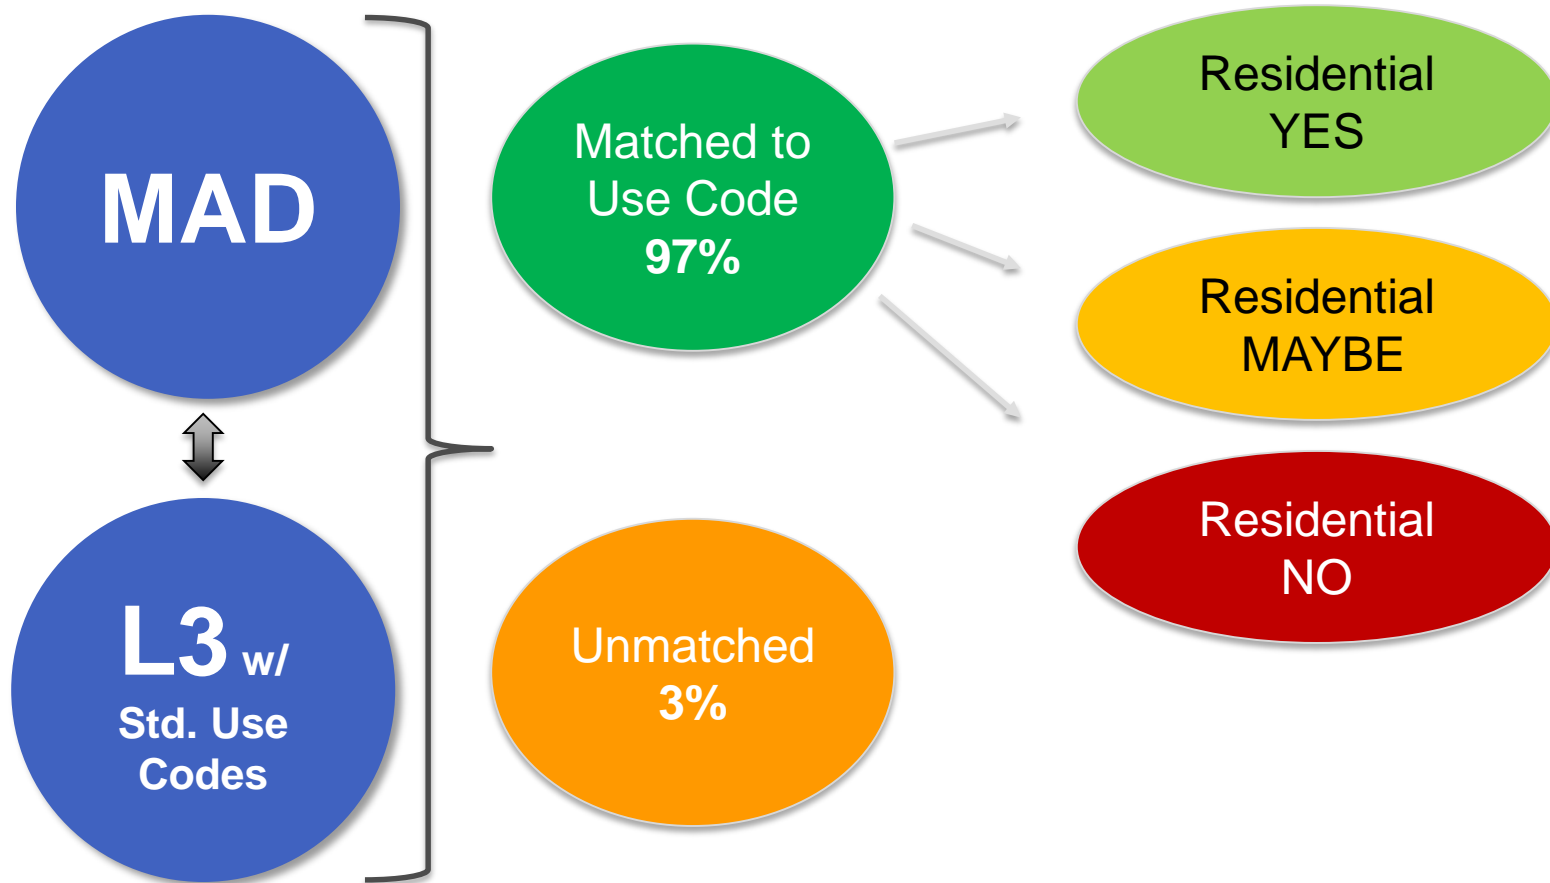 MAD
L3 w/
Std. Use
Codes
Matched to
Use Code
97%
Unmatched
3%
Residential
YES
Residential
MAYBE
Residential
NO